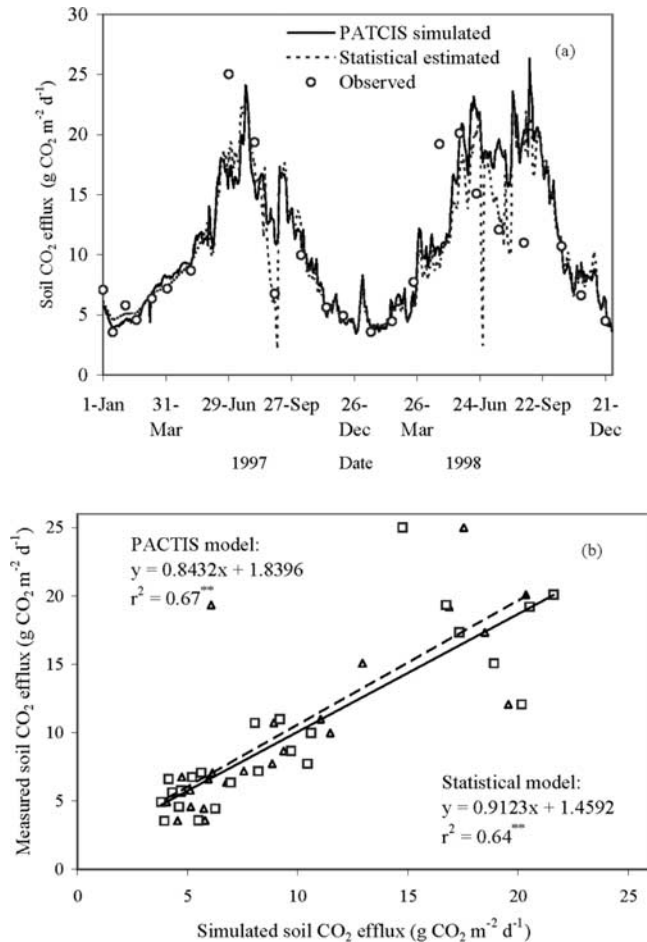 30
25
20
15
10
5
0
Soil CO₂ efflux (g CO₂ m⁻² d⁻¹)
PATCIS simulated
Statistical estimated
Observed
(a)
1-Jan 31- 29-Jun 27-Sep 26- 26- 24-Jun 22-Sep 21-
Mar Dec Mar Dec
1997 Date 1998
25
20
15
10
5
0
Measured soil CO₂ efflux (g CO₂ m⁻² d⁻¹)
PACTIS model:
y = 0.8432x + 1.8396
r² = 0.67**
(b)
Statistical model:
y = 0.9123x + 1.4592
r² = 0.64**
0 5 10 15 20 25
Simulated soil CO₂ efflux (g CO₂ m⁻² d⁻¹)